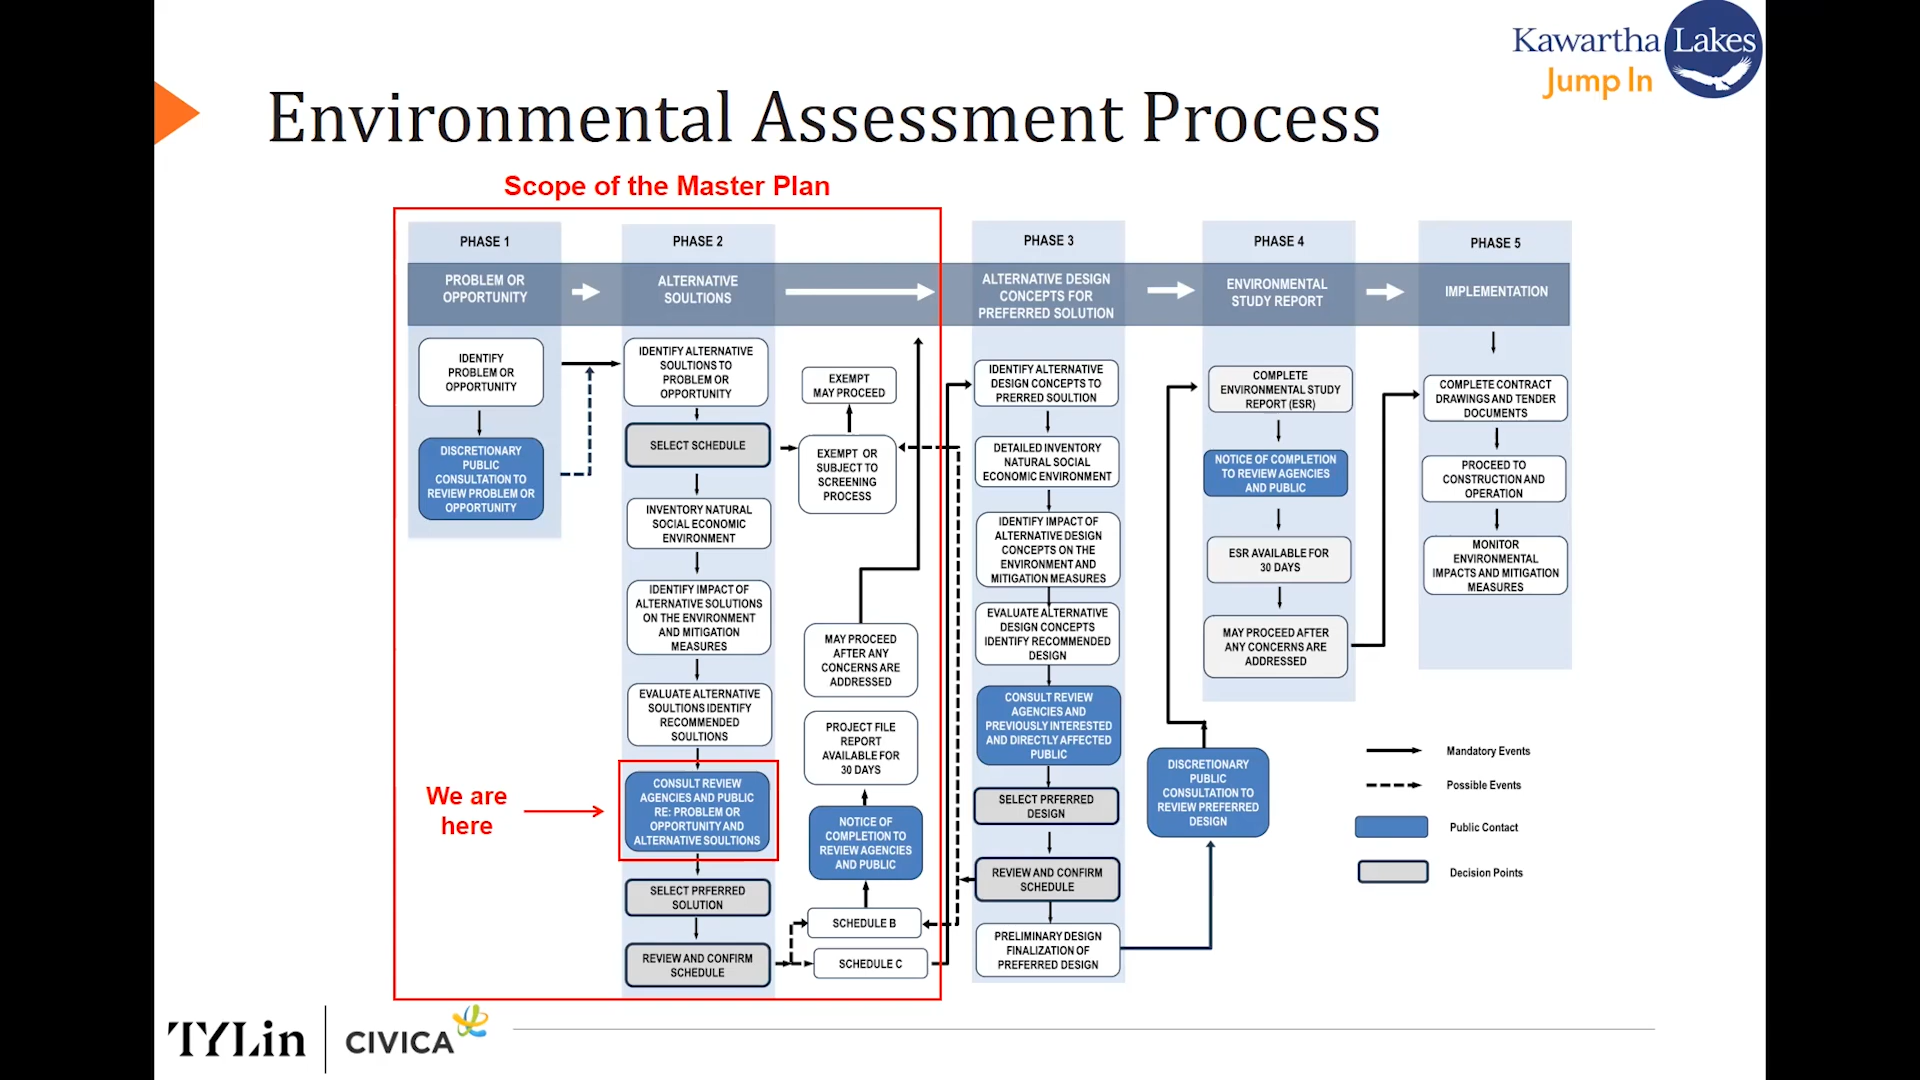 Kawartha Lakes
Jump In
Environmental Assessment Process
Scope of the Master Plan
PHASE 1
PROBLEM OR
OPPORTUNITY
IDENTIFY
PROBLEM OR
OPPORTUNITY
DISCRETIONARY
PUBLIC
CONSULTATION TO
REVIEW PROBLEM OR
OPPORTUNITY
PHASE 2
ALTERNATIVE
SOULTIONS
IDENTIFY ALTERNATIVE
SOULTIONS TO
PROBLEM OR
OPPORTUNITY
SELECT SCHEDULE
INVENTORY NATURAL
SOCIAL ECONOMIC
ENVIRONMENT
IDENTIFY IMPACT OF
ALTERNATIVE SOLUTIONS
ON THE ENVIRONMENT
AND MITIGATION
MEASURES
EVALUATE ALTERNATIVE
SOULTIONS IDENTIFY
RECOMMENDED
SOULTIONS
We are
here
CONSULT REVIEW
AGENCIES AND PUBLIC
RE: PROBLEM OR
OPPORTUNITY AND
ALTERNATIVE SOULTIONS
SELECT PRFERRED
SOLUTION
REVIEW AND CONFIRM
SCHEDULE
EXEMPT
MAY PROCEED
EXEMPT OR
SUBJECT TO
SCREENING
PROCESS
MAY PROCEED
AFTER ANY
CONCERNS ARE
ADDRESSED
PROJECT FILE
REPORT
AVAILABLE FOR
30 DAYS
NOTICE OF
COMPLETION TO
REVIEW AGENCIES
AND PUBLIC
SCHEDULE B
SCHEDULE C
PHASE 3
ALTERNATIVE DESIGN
CONCEPTS FOR
PREFERRED SOLUTION
IDENTIFY ALTERNATIVE
DESIGN CONCEPTS TO
PRERRED SOULTION
DETAILED INVENTORY
NATURAL SOCIAL
ECONOMIC ENVIRONMENT
IDENTIFY IMPACT OF
ALTERNATIVE DESIGN
CONCEPTS ON THE
ENVIRONMENT AND
MITIGATION MEASURES
EVALUATE ALTERNATIVE
DESIGN CONCEPTS
IDENTIFY RECOMMENDED
DESIGN
CONSULT REVIEW
AGENCIES AND
PREVIOUSLY INTERESTED
AND DIRECTLY AFFECTED
PUBLIC
SELECT PRFERRED
DESIGN
REVIEW AND CONFIRM
SCHEDULE
PRELIMINARY DESIGN
FINALIZATION OF
PREFERRED DESIGN
DISCRETIONARY
PUBLIC
CONSULTATION TO
REVIEW PREFERRED
DESIGN
PHASE 4
ENVIRONMENTAL
STUDY REPORT
COMPLETE
ENVIRONMENTAL STUDY
REPORT (ESR)
NOTICE OF COMPLETION
TO REVIEW AGENCIES
AND PUBLIC
ESR AVAILABLE FOR
30 DAYS
MAY PROCEED AFTER
ANY CONCERNS ARE
ADDRESSED
PHASE 5
IMPLEMENTATION
COMPLETE CONTRACT
DRAWINGS AND TENDER
DOCUMENTS
PROCEED TO
CONSTRUCTION AND
OPERATION
MONITOR
ENVIRONMENTAL
IMPACTS AND MITIGATION
MEASURES
Mandatory Events
Possible Events
Public Contact
Decision Points
TYLin
CIVICA